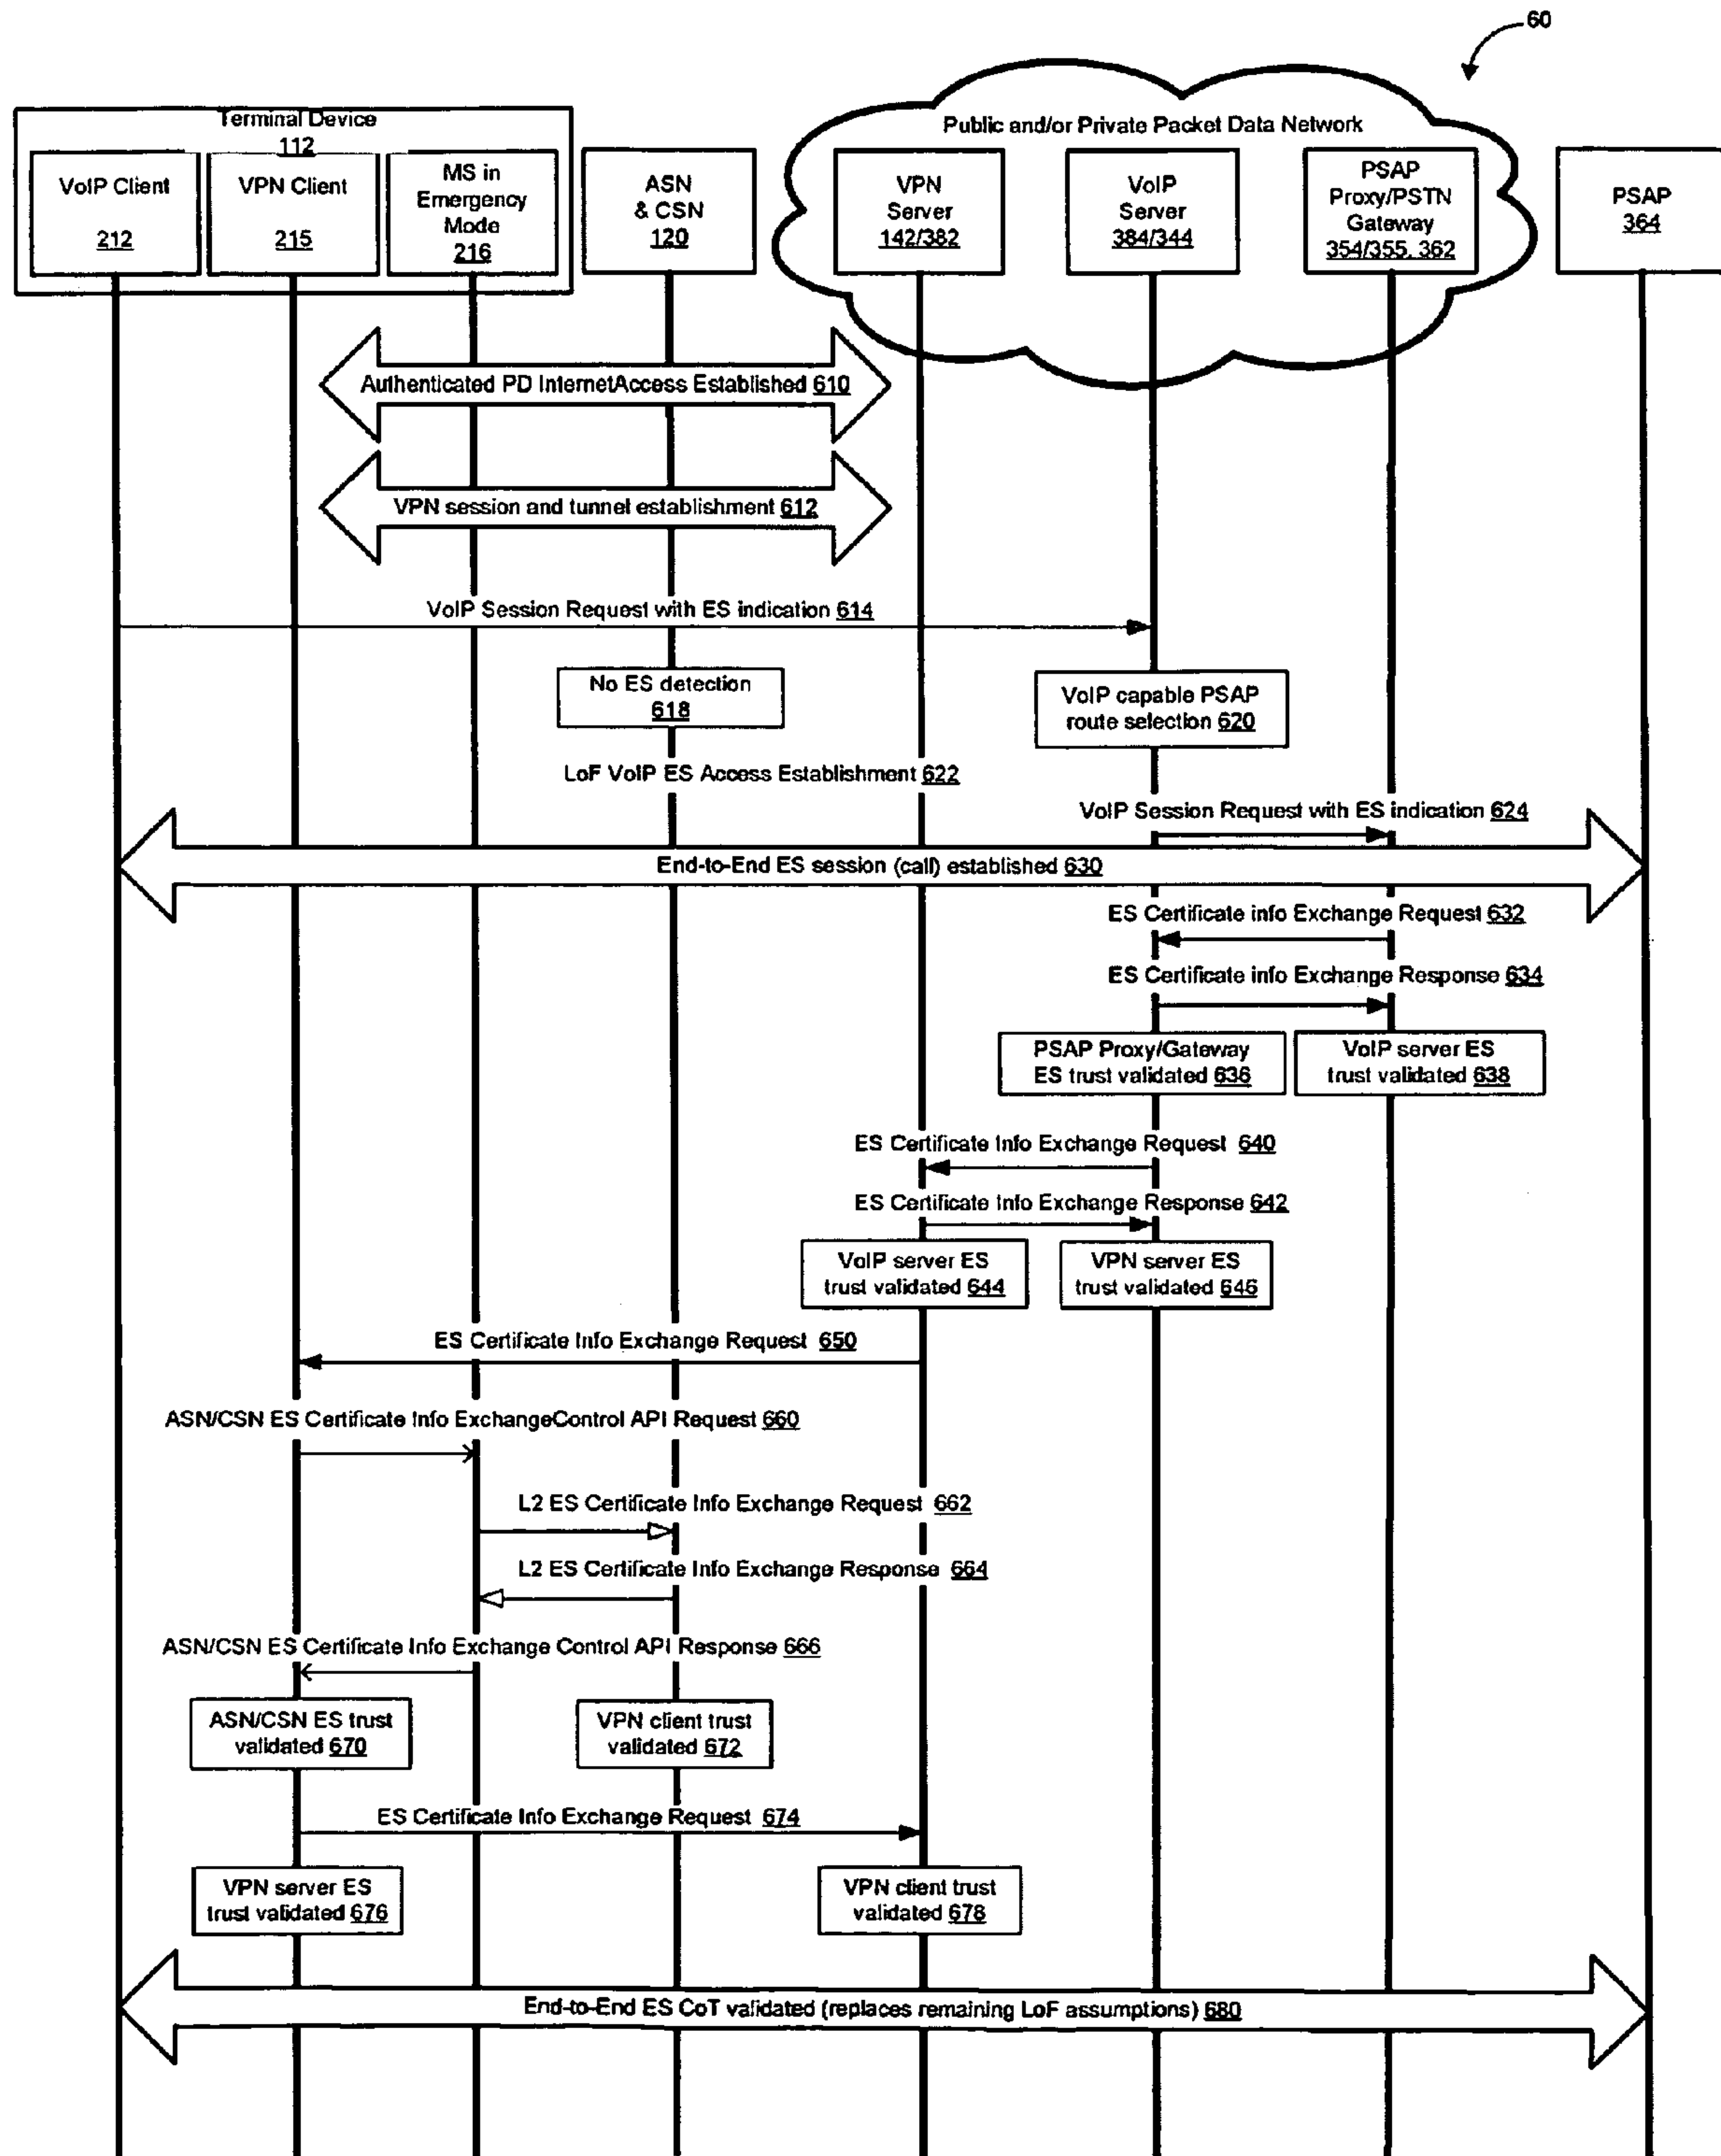 60
Terminal Device
112
Public and/or Private Packet Data Network
VoIP Client
212
VPN Client
215
MS in
Emergency
Mode
216
ASN
& CSN
120
VPN
Server
142/382
VoIP
Server
384/344
PSAP
Proxy/PSTN
Gateway
354/355, 362
PSAP
364
Authenticated PD InternetAccess Established 610
VPN session and tunnel establishment 612
VoIP Session Request with ES indication 614
No ES detection
618
VoIP capable PSAP
route selection 620
LoF VoIP ES Access Establishment 622
VoIP Session Request with ES indication 624
End-to-End ES session (call) established 630
ES Certificate info Exchange Request 632
ES Certificate info Exchange Response 634
PSAP Proxy/Gateway
ES trust validated 636
VoIP server ES
trust validated 638
ES Certificate Info Exchange Request 640
ES Certificate Info Exchange Response 642
VoIP server ES
trust validated 644
VPN server ES
trust validated 646
ES Certificate Info Exchange Request 650
ASN/CSN ES Certificate Info ExchangeControl API Request 660
L2 ES Certificate Info Exchange Request 662
L2 ES Certificate Info Exchange Response 664
ASN/CSN ES Certificate Info Exchange Control API Response 666
ASN/CSN ES trust
validated 670
VPN client trust
validated 672
ES Certificate Info Exchange Request 674
VPN server ES
trust validated 676
VPN client trust
validated 678
End-to-End ES CoT validated (replaces remaining LoF assumptions) 680